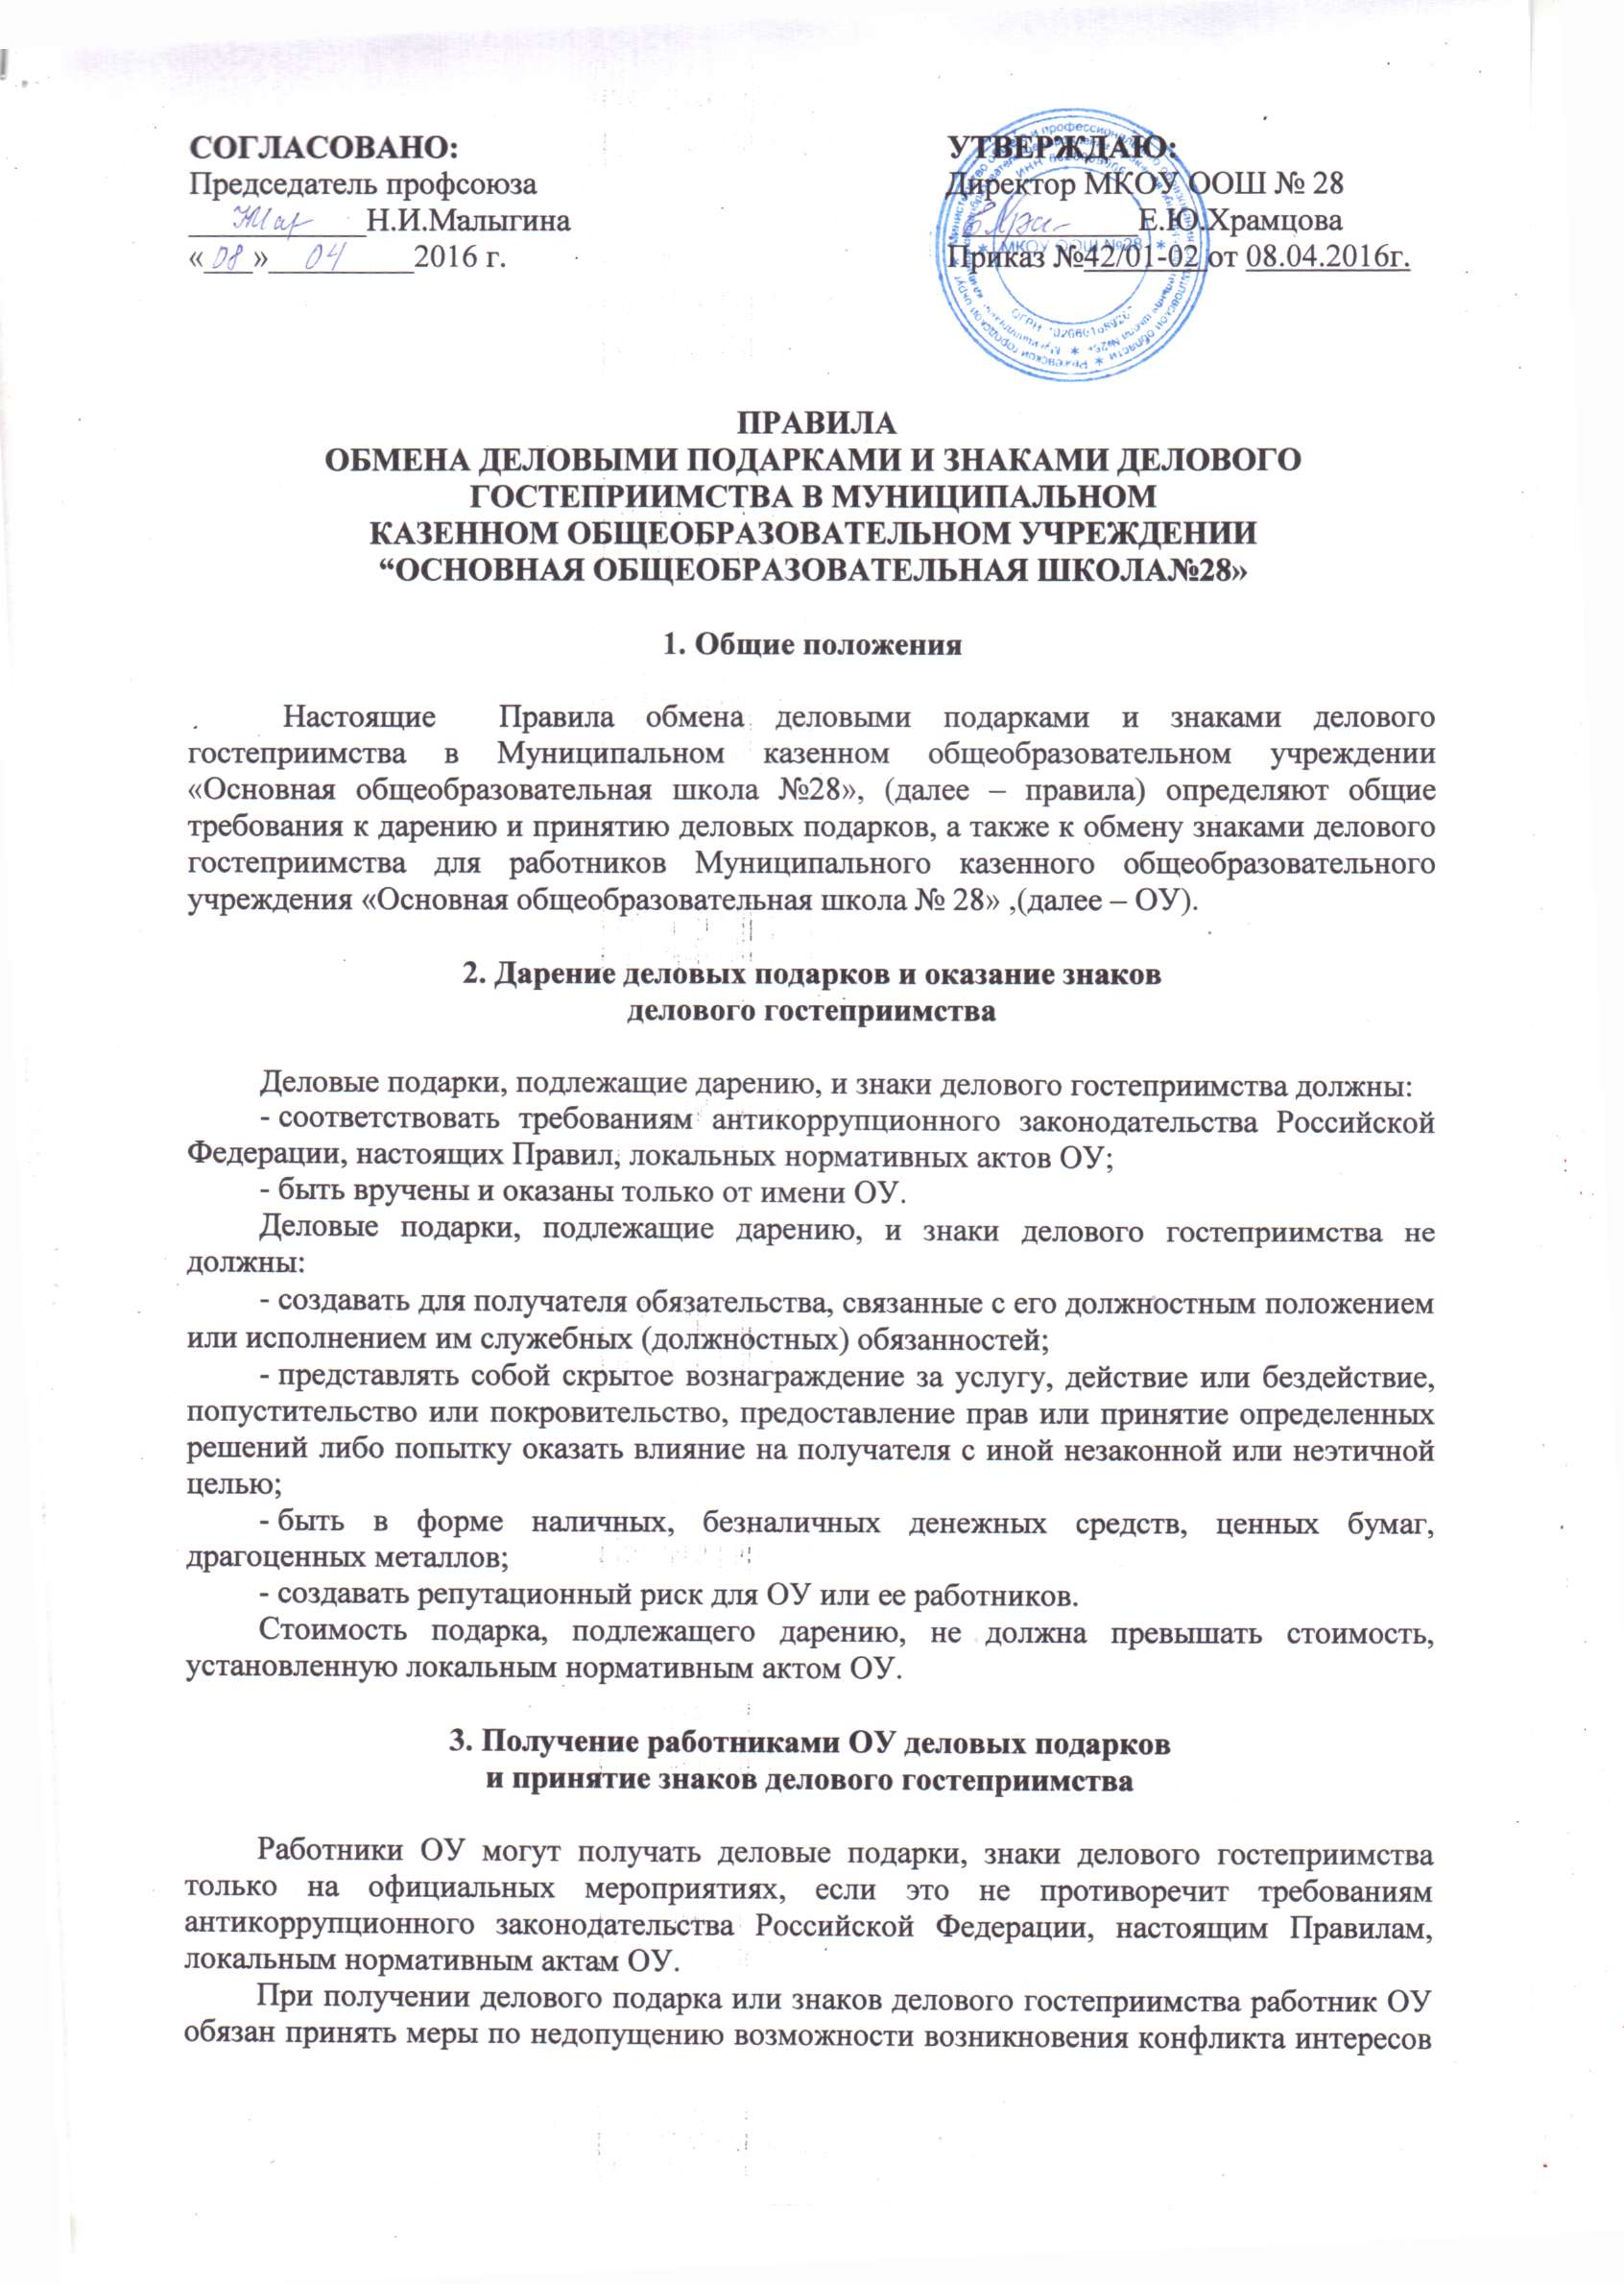 СОГЛАСОВАНО:
Председатель профсоюза
____________Н.И.Малыгина
«08» 04 2016 г.
УТВЕРЖДАЮ:
Директор МКОУ ООШ № 28
____________Е.Ю.Храмцова
Приказ №42/01-02 от 08.04.2016г.
МКОУ ООШ №28
ПРАВИЛА
ОБМЕНА ДЕЛОВЫМИ ПОДАРКАМИ И ЗНАКАМИ ДЕЛОВОГО
ГОСТЕПРИИМСТВА В МУНИЦИПАЛЬНОМ
КАЗЕННОМ ОБЩЕОБРАЗОВАТЕЛЬНОМ УЧРЕЖДЕНИИ
“ОСНОВНАЯ ОБЩЕОБРАЗОВАТЕЛЬНАЯ ШКОЛА№28»
1. Общие положения
Настоящие Правила обмена деловыми подарками и знаками делового
гостеприимства в Муниципальном казенном общеобразовательном учреждении
«Основная общеобразовательная школа №28», (далее – правила) определяют общие
требования к дарению и принятию деловых подарков, а также к обмену знаками делового
гостеприимства для работников Муниципального казенного общеобразовательного
учреждения «Основная общеобразовательная школа № 28» ,(далее – ОУ).
2. Дарение деловых подарков и оказание знаков
делового гостеприимства
Деловые подарки, подлежащие дарению, и знаки делового гостеприимства должны:
- соответствовать требованиям антикоррупционного законодательства Российской
Федерации, настоящих Правил, локальных нормативных актов ОУ;
- быть вручены и оказаны только от имени ОУ.
Деловые подарки, подлежащие дарению, и знаки делового гостеприимства не
должны:
- создавать для получателя обязательства, связанные с его должностным положением
или исполнением им служебных (должностных) обязанностей;
- представлять собой скрытое вознаграждение за услугу, действие или бездействие,
попустительство или покровительство, предоставление прав или принятие определенных
решений либо попытку оказать влияние на получателя с иной незаконной или неэтичной
целью;
- быть в форме наличных, безналичных денежных средств, ценных бумаг,
драгоценных металлов;
- создавать репутационный риск для ОУ или ее работников.
Стоимость подарка, подлежащего дарению, не должна превышать стоимость,
установленную локальным нормативным актом ОУ.
3. Получение работниками ОУ деловых подарков
и принятие знаков делового гостеприимства
Работники ОУ могут получать деловые подарки, знаки делового гостеприимства
только на официальных мероприятиях, если это не противоречит требованиям
антикоррупционного законодательства Российской Федерации, настоящим Правилам,
локальным нормативным актам ОУ.
При получении делового подарка или знаков делового гостеприимства работник ОУ
обязан принять меры по недопущению возможности возникновения конфликта интересов